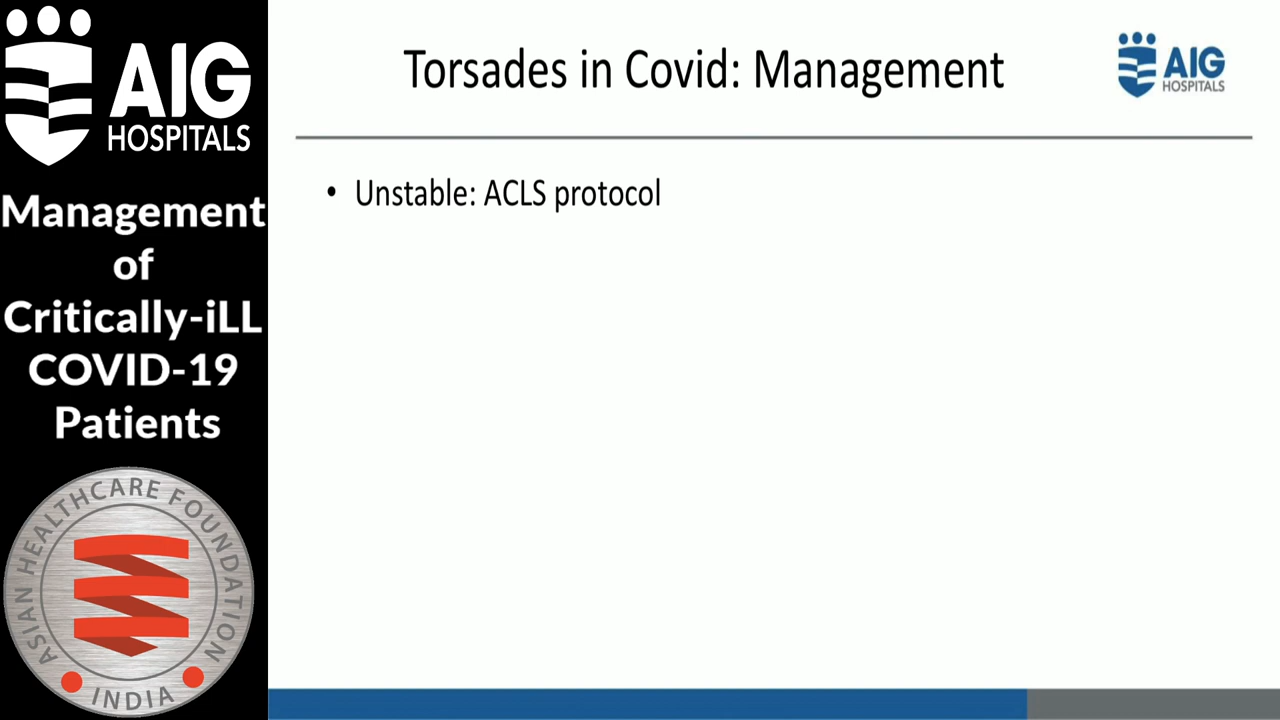 AIG
HOSPITALS
Management
of
Critically-iLL
COVID-19
Patients
ASIAN HEALTHCARE FOUNDATION
INDIA
Torsades in Covid: Management
AIG
HOSPITALS
• Unstable: ACLS protocol